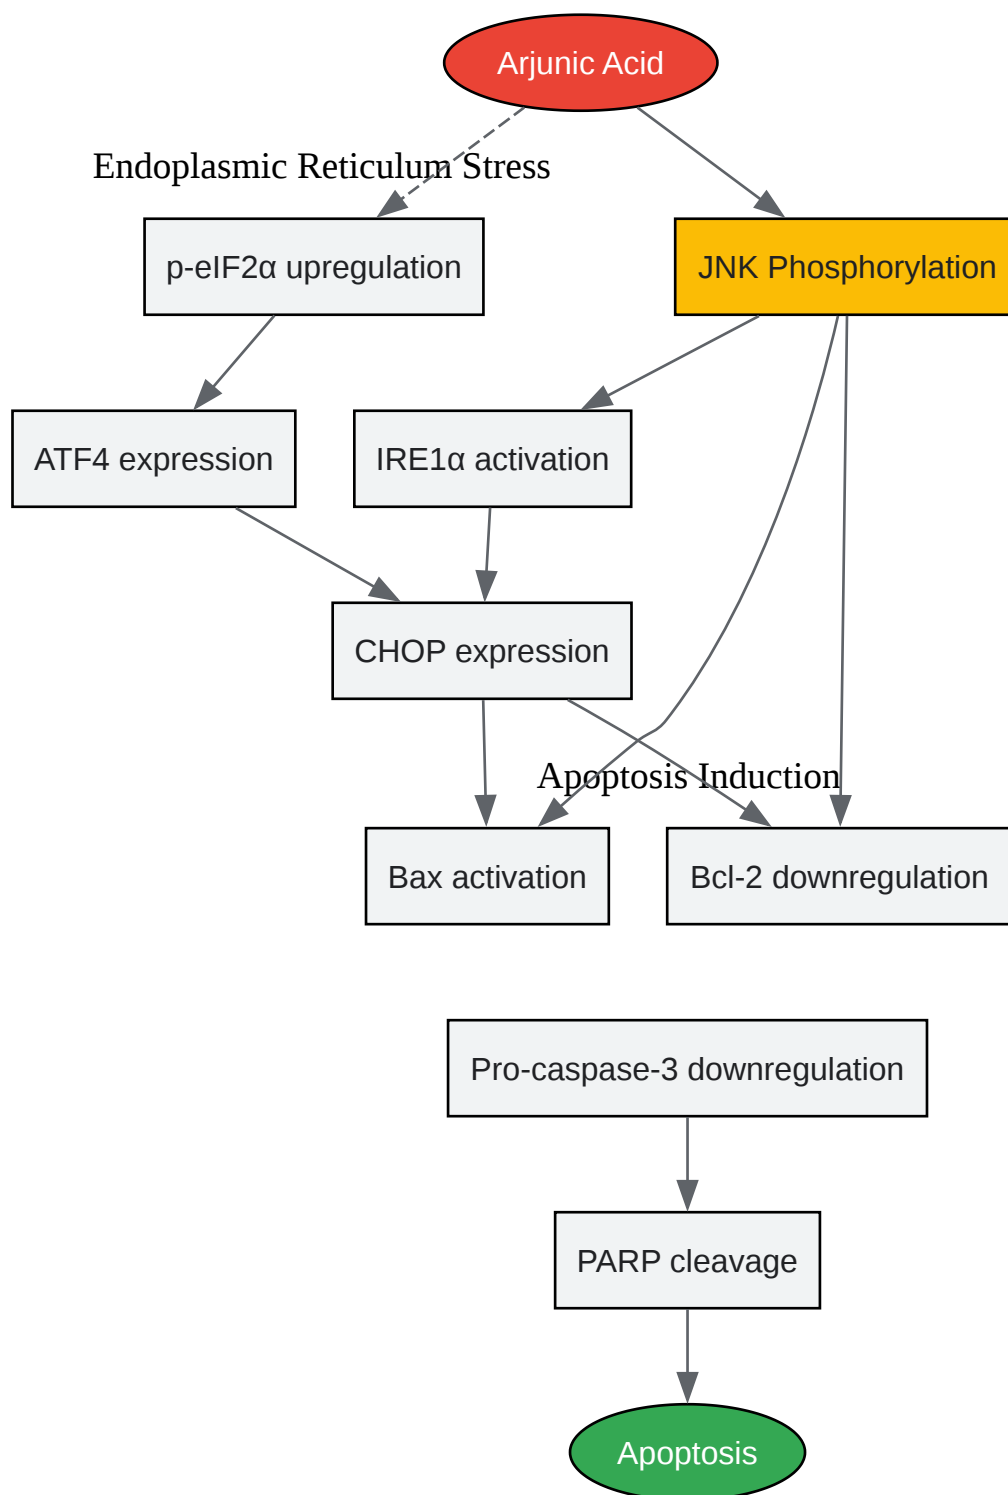 Arjunic Acid
Endoplasmic Reticulum Stress
p-eIF2α upregulation
JNK Phosphorylation
ATF4 expression
IRE1α activation
CHOP expression
Apoptosis Induction
Bax activation
Bcl-2 downregulation
Pro-caspase-3 downregulation
PARP cleavage
Apoptosis